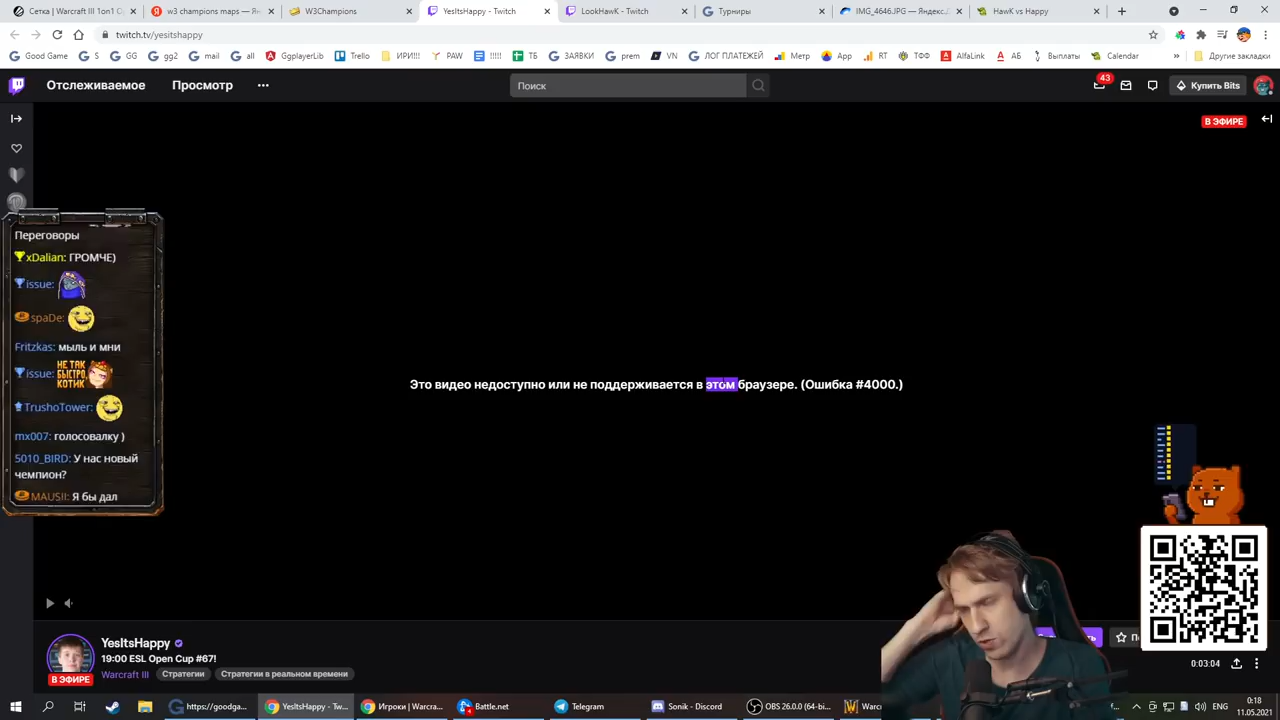 Сетка | Warcraft III 1on1 Op
w3 champions maps — Ян
W3Champions
YesItsHappy - Twitch
LookHawK - Twitch
Турниры
IMG_4646.JPG — Яндекс.Д
HawK vs Happy
twitch.tv/yesitshappy
Good Game
S
GG
gg2
mail
all
GgplayerLib
Trello
ИРИ!!!
PAW
!!!!
ТБ
ЗАЯВКИ
prem
VN
ЛОГ ПЛАТЕЖЕЙ
Метр
App
RT
ТФФ
AlfaLink
АБ
Выплаты
Calendar
»
Другие закладки
Отслеживаемое
Просмотр
Поиск
43
Купить Bits
В ЭФИРЕ
Переговоры
xDalian: ГРОМЧЕ)
issue:
spaDe:
Fritzkas: мыль и мни
issue: НЕ ТАК
БЫСТРО,
КОТИК
TrushoTower:
mx007: голосовалку )
5010_BIRD: У нас новый
чемпион?
MAUSII: Я бы дал
Это видео недоступно или не поддерживается в этом браузере. (Ошибка #4000.)
YesItsHappy
19:00 ESL Open Cup #67!
Warcraft III
Стратегии
Стратегии в реальном времени
В ЭФИРЕ
0:03:04
https://goodga...
YesItsHappy - Tw...
Игроки | Warcra...
4
Battle.net
Telegram
Sonik - Discord
OBS 26.0.0 (64-bi...
ENG
0:18
11.05.2021